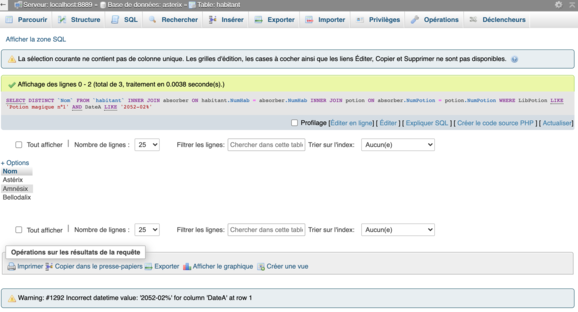 Serveur: localhost:8889 » Base de données: asterix » Table: habitant
Parcourir Structure SQL Rechercher Insérer Exporter Importer Privilèges Opérations Déclencheurs
Afficher la zone SQL
La sélection courante ne contient pas de colonne unique. Les grilles d'édition, les cases à cocher ainsi que les liens Éditer, Copier et Supprimer ne sont pas disponibles.
Affichage des lignes 0 - 2 (total de 3, traitement en 0.0038 seconde(s).)
SELECT DISTINCT `Nom` FROM `habitant` INNER JOIN absorber ON habitant.NumHab = absorber.NumHab INNER JOIN potion ON absorber.NumPotion = potion.NumPotion WHERE LibPotion LIKE
'Potion magique n°1' AND DateA LIKE '2052-02%'
Profilage [Éditer en ligne] [ Éditer ] [ Expliquer SQL ] [ Créer le code source PHP ] [ Actualiser]
Tout afficher | Nombre de lignes : 25 Filtrer les lignes: Chercher dans cette table Trier sur l'index: Aucun(e)
+ Options
Nom
Astérix
Amnésix
Bellodalix
Tout afficher | Nombre de lignes : 25 Filtrer les lignes: Chercher dans cette table Trier sur l'index: Aucun(e)
Opérations sur les résultats de la requête
Imprimer Copier dans le presse-papiers Exporter Afficher le graphique Créer une vue
Warning: #1292 Incorrect datetime value: '2052-02%' for column 'DateA' at row 1